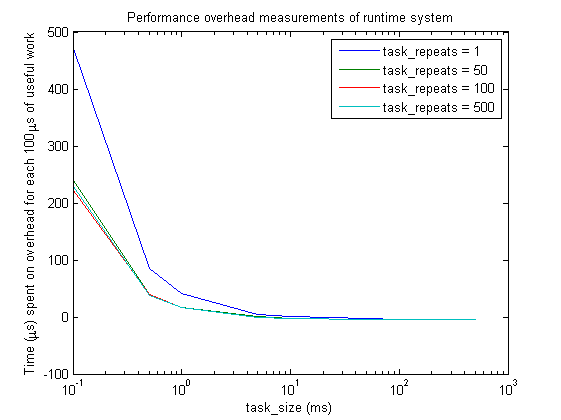 Performance overhead measurements of runtime system
task_repeats = 1
task_repeats = 50
task_repeats = 100
task_repeats = 500
Time (μs) spent on overhead for each 100μs of useful work
500
400
300
200
100
0
-100
10^-1
10^0
10^1
10^2
10^3
task_size (ms)